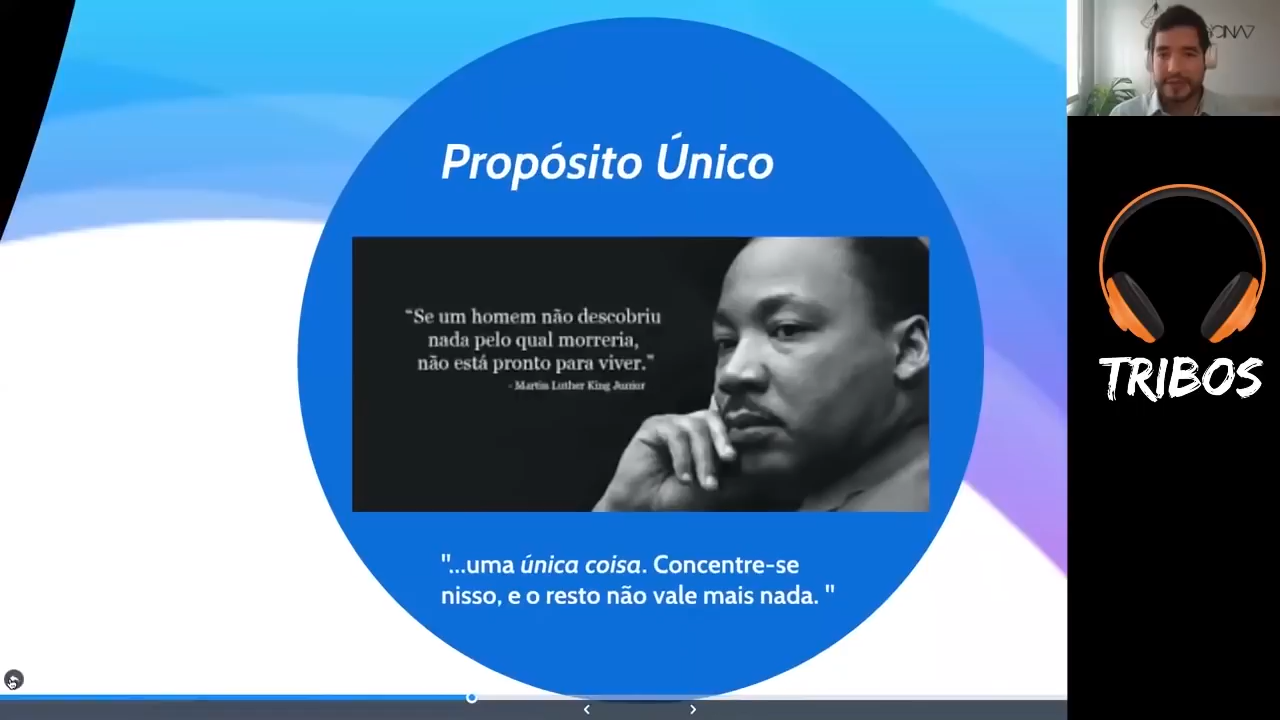 Propósito Único
“Se um homem não descobriu
nada pelo qual morreria,
não está pronto para viver.”
- Martin Luther King Junior
"...uma única coisa. Concentre-se
nisso, e o resto não vale mais nada. "
TRIBOS